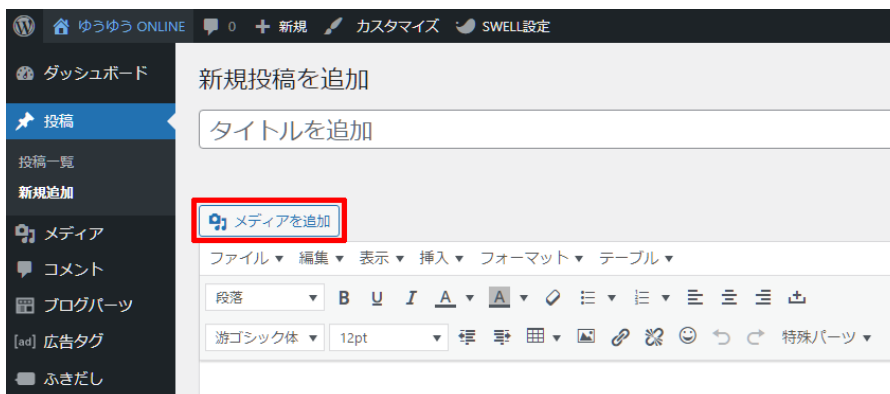 ゆうゆう ONLINE 0 新規 カスタマイズ SWELL設定
ダッシュボード
投稿
投稿一覧
新規追加
メディア
コメント
ブログパーツ
[ad] 広告タグ
ふきだし
新規投稿を追加
タイトルを追加
メディアを追加
ファイル 編集 表示 挿入 フォーマット テーブル
段落 B U I A A
游ゴシック体 12pt 特殊パーツ